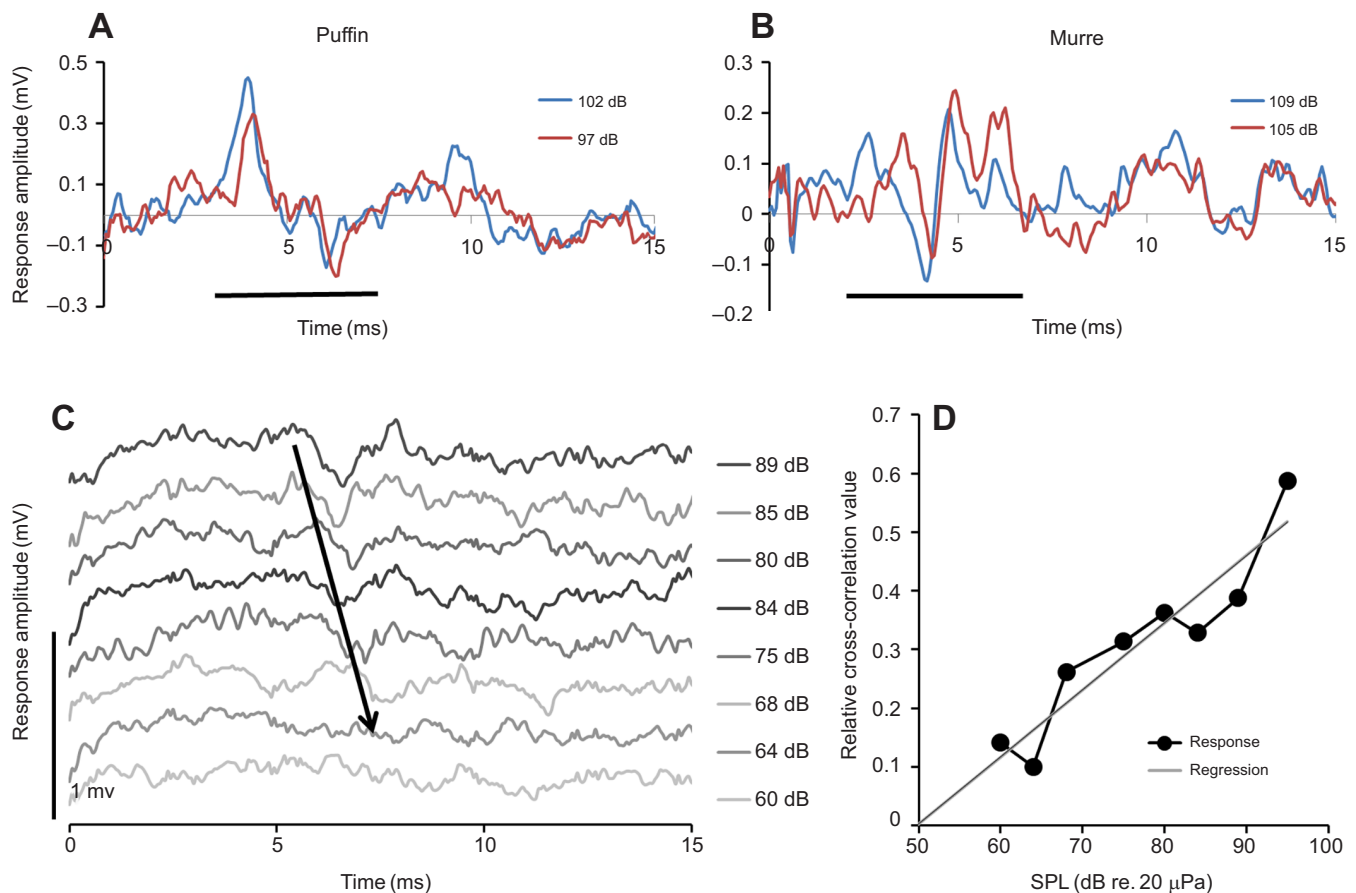 A
Puffin
Response amplitude (mV)
0.5
0.3
0.1
–0.1
–0.3
0
5
10
15
102 dB
97 dB
Time (ms)
B
Murre
0.3
0.2
0.1
0
–0.1
–0.2
0
5
10
15
109 dB
105 dB
Time (ms)
C
Response amplitude (mV)
1 mv
89 dB
85 dB
80 dB
84 dB
75 dB
68 dB
64 dB
60 dB
0
5
10
15
Time (ms)
D
Relative cross-correlation value
0.7
0.6
0.5
0.4
0.3
0.2
0.1
0
Response
Regression
50
60
70
80
90
100
SPL (dB re. 20 μPa)